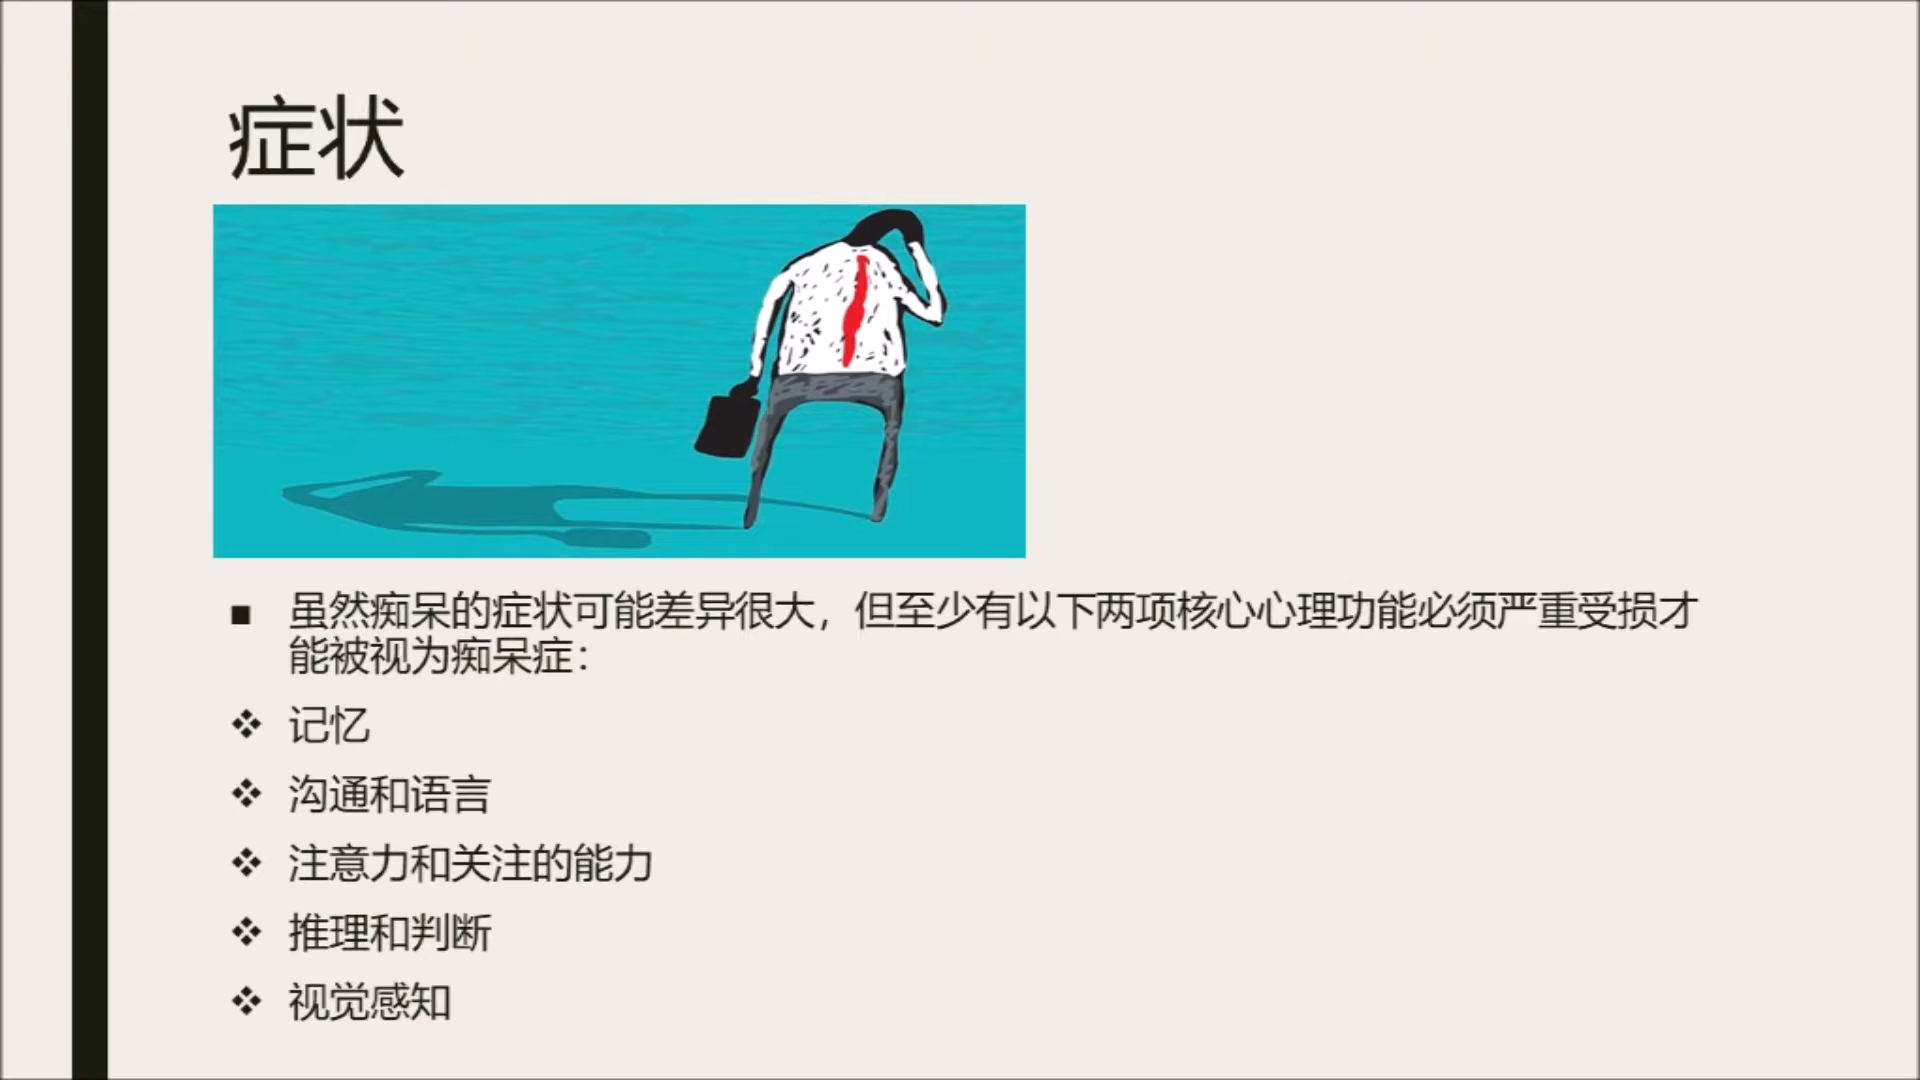 症状
虽然痴呆的症状可能差异很大，但至少有以下两项核心心理功能必须严重受损才
能被视为痴呆症：
记忆
沟通和语言
注意力和关注的能力
推理和判断
视觉感知